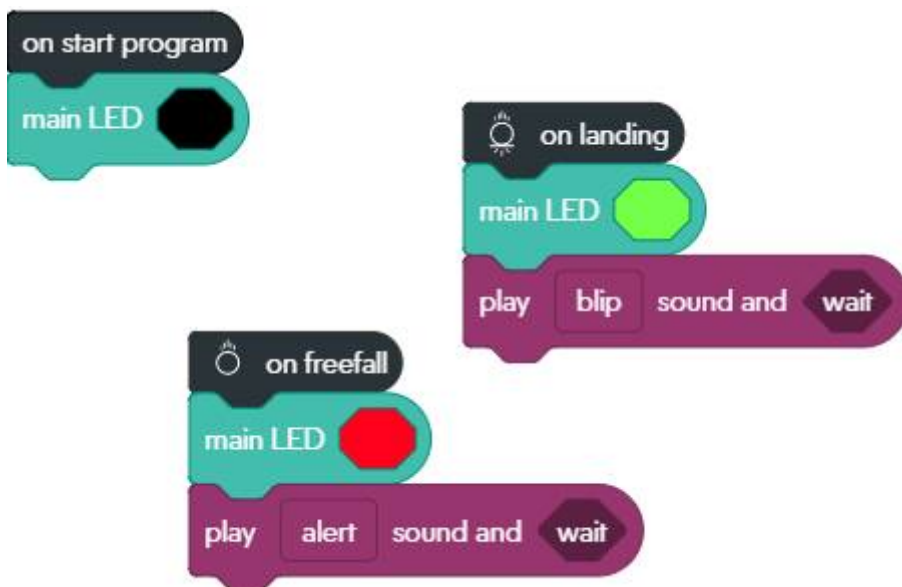 on start program
main LED
on landing
main LED
play blip sound and wait
on freefall
main LED
play alert sound and wait